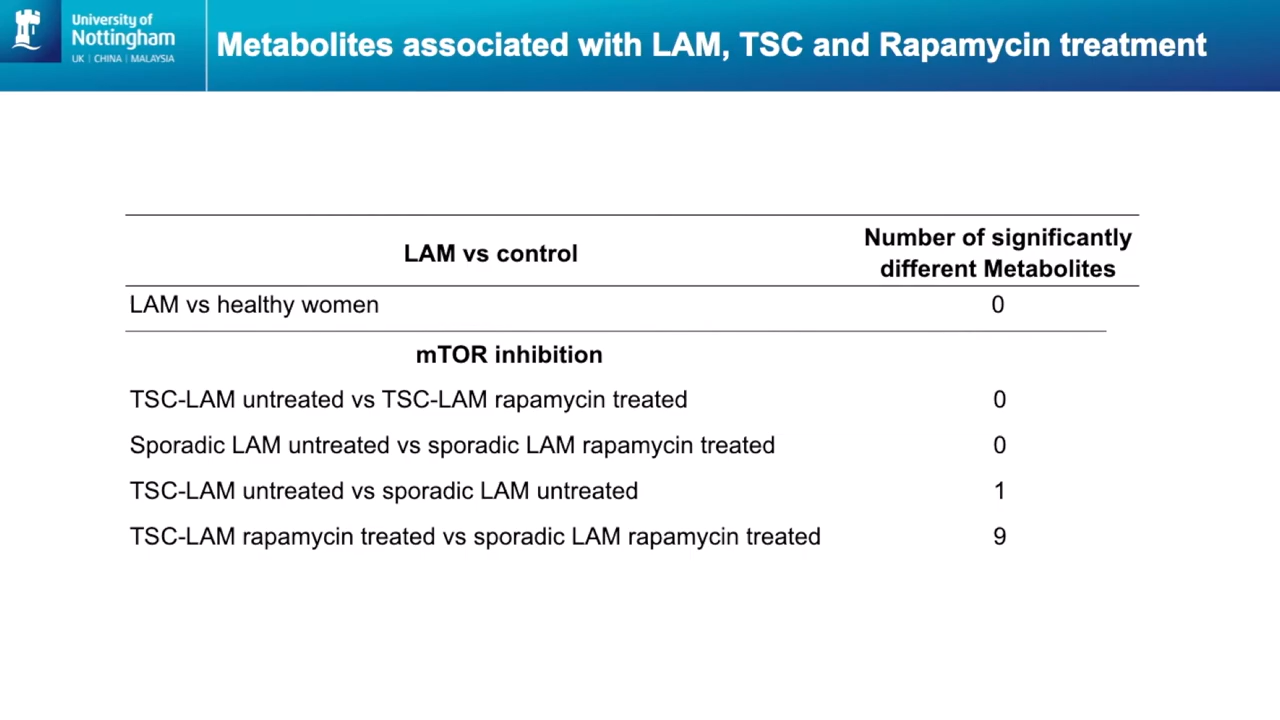 University of
Nottingham
UK | CHINA | MALAYSIA
Metabolites associated with LAM, TSC and Rapamycin treatment
LAM vs control
Number of significantly
different Metabolites
LAM vs healthy women 0
mTOR inhibition
TSC-LAM untreated vs TSC-LAM rapamycin treated 0
Sporadic LAM untreated vs sporadic LAM rapamycin treated 0
TSC-LAM untreated vs sporadic LAM untreated 1
TSC-LAM rapamycin treated vs sporadic LAM rapamycin treated 9